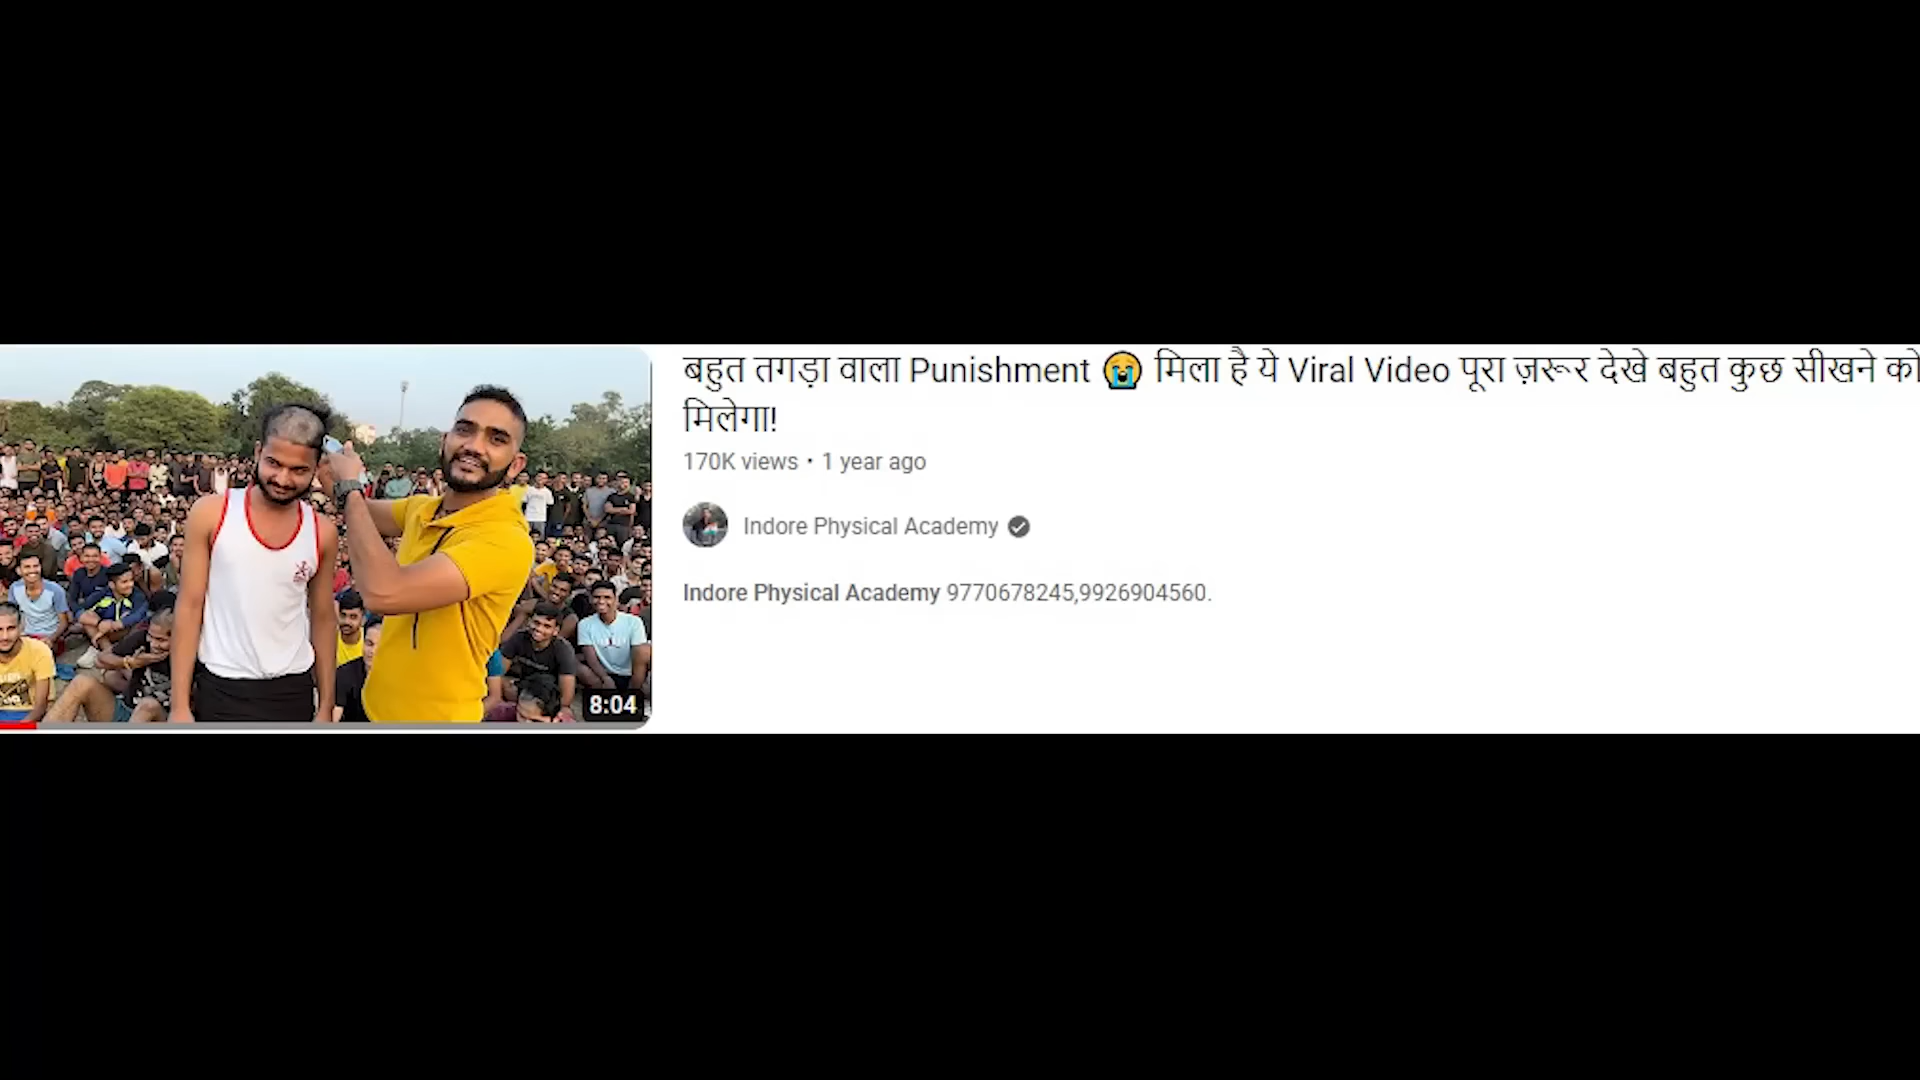 बहुत तगड़ा वाला Punishment 😭 मिला है ये Viral Video पूरा ज़रूर देखे बहुत कुछ सीखने को
मिलेगा!
170K views • 1 year ago
Indore Physical Academy
Indore Physical Academy 9770678245,9926904560.
8:04